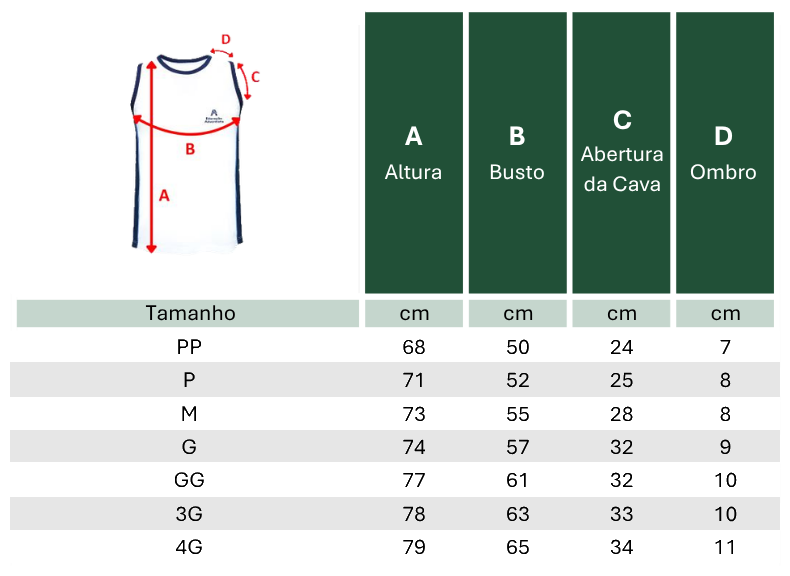 D
C
B
A
A
Altura
B
Busto
C
Abertura
da Cava
D
Ombro
Tamanho cm cm cm cm
PP 68 50 24 7
P 71 52 25 8
M 73 55 28 8
G 74 57 32 9
GG 77 61 32 10
3G 78 63 33 10
4G 79 65 34 11